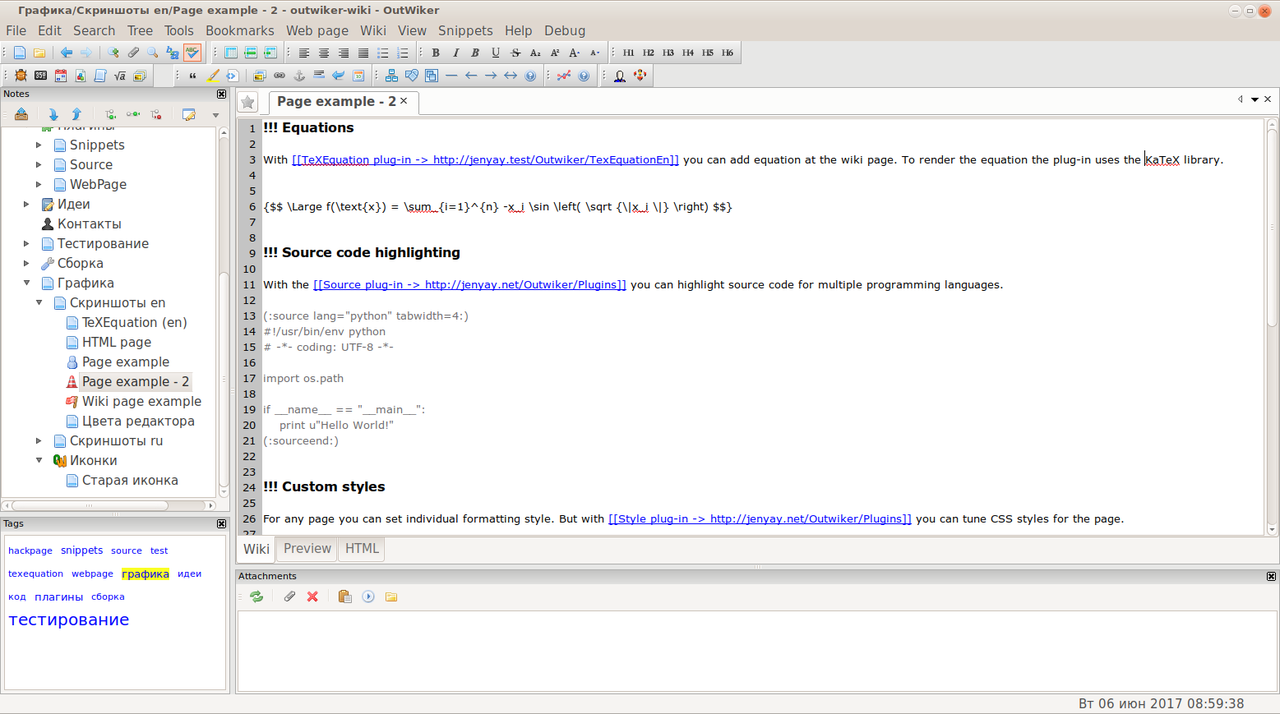 Графика/Скриншоты en/Page example - 2 - outwiker-wiki - OutWiker
File Edit Search Tree Tools Bookmarks Web page Wiki View Snippets Help Debug
H1 H2 H3 H4 H5 H6
Notes
Плагины
Snippets
Source
WebPage
Идеи
Контакты
Тестирование
Сборка
Графика
Скриншоты en
TeXEquation (en)
HTML page
Page example
Page example - 2
Wiki page example
Цвета редактора
Скриншоты ru
Иконки
Старая иконка
Tags
hackpage snippets source test
texequation webpage графика идеи
код плагины сборка
тестирование
Page example - 2
1 !!! Equations
2
3 With [[TeXEquation plug-in -> http://jenyay.test/Outwiker/TexEquationEn]] you can add equation at the wiki page. To render the equation the plug-in uses the KaTeX library.
4
5
6 {$$ \Large f(\text{x}) = \sum_{i=1}^{n} -x_i \sin \left( \sqrt {\|x_i \|} \right) $$}
7
8
9 !!! Source code highlighting
10
11 With the [[Source plug-in -> http://jenyay.net/Outwiker/Plugins]] you can highlight source code for multiple programming languages.
12
13 (:source lang="python" tabwidth=4:)
14 #!/usr/bin/env python
15 # -*- coding: UTF-8 -*-
16
17 import os.path
18
19 if __name__ == "__main__":
20 print u"Hello World!"
21 (:sourceend:)
22
23
24 !!! Custom styles
25
26 For any page you can set individual formatting style. But with [[Style plug-in -> http://jenyay.net/Outwiker/Plugins]] you can tune CSS styles for the page.
27
Wiki Preview HTML
Attachments
Вт 06 июн 2017 08:59:38